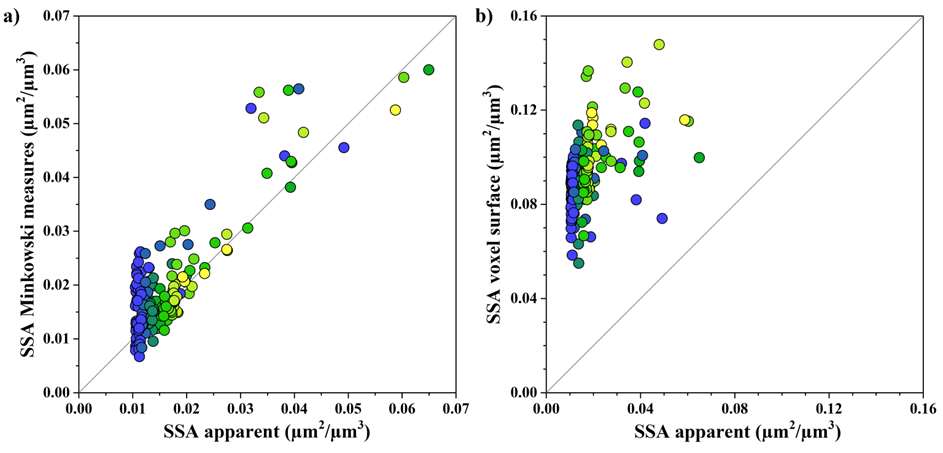 a)
SSA Minkowski measures (µm²/µm³)
0.07
0.06
0.05
0.04
0.03
0.02
0.01
0.00
0.00 0.01 0.02 0.03 0.04 0.05 0.06 0.07
SSA apparent (µm²/µm³)
b)
SSA voxel surface (µm²/µm³)
0.16
0.12
0.08
0.04
0.00
0.00 0.04 0.08 0.12 0.16
SSA apparent (µm²/µm³)